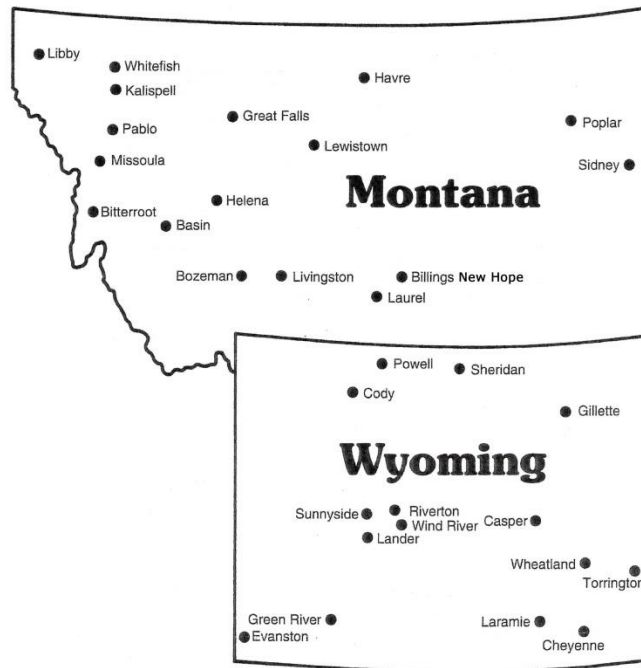 Libby
Whitefish
Havre
Kalispell
Great Falls
Poplar
Pablo
Lewistown
Missoula
Sidney
Montana
Helena
Bitterroot
Basin
Bozeman
Livingston
Billings New Hope
Laurel
Powell
Sheridan
Cody
Gillette
Wyoming
Sunnyside
Riverton
Casper
Wind River
Lander
Wheatland
Torrington
Green River
Laramie
Evanston
Cheyenne